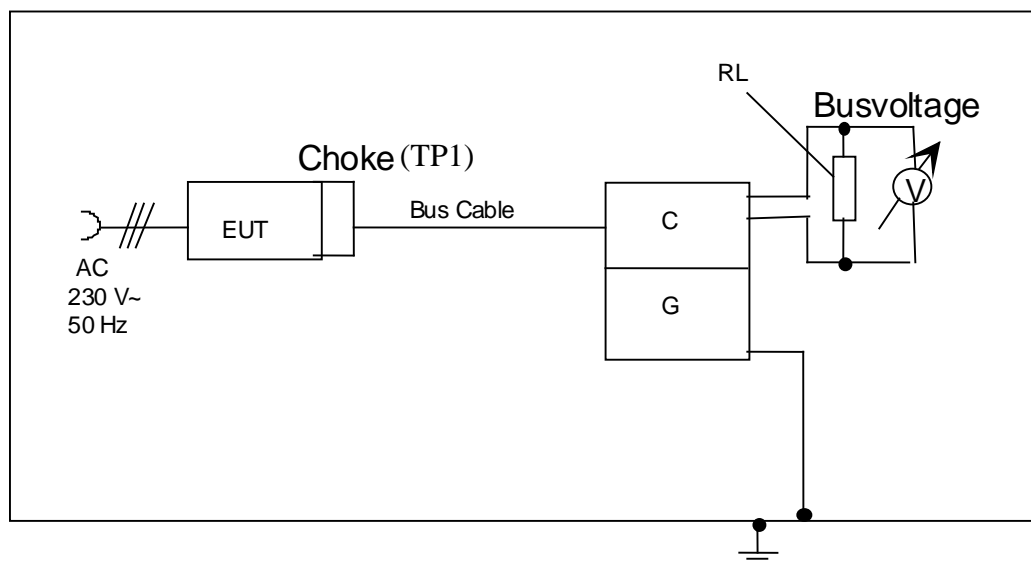 RL
Busvoltage
Choke (TP1)
Bus Cable
EUT
C
V
AC
230 V~
50 Hz
G